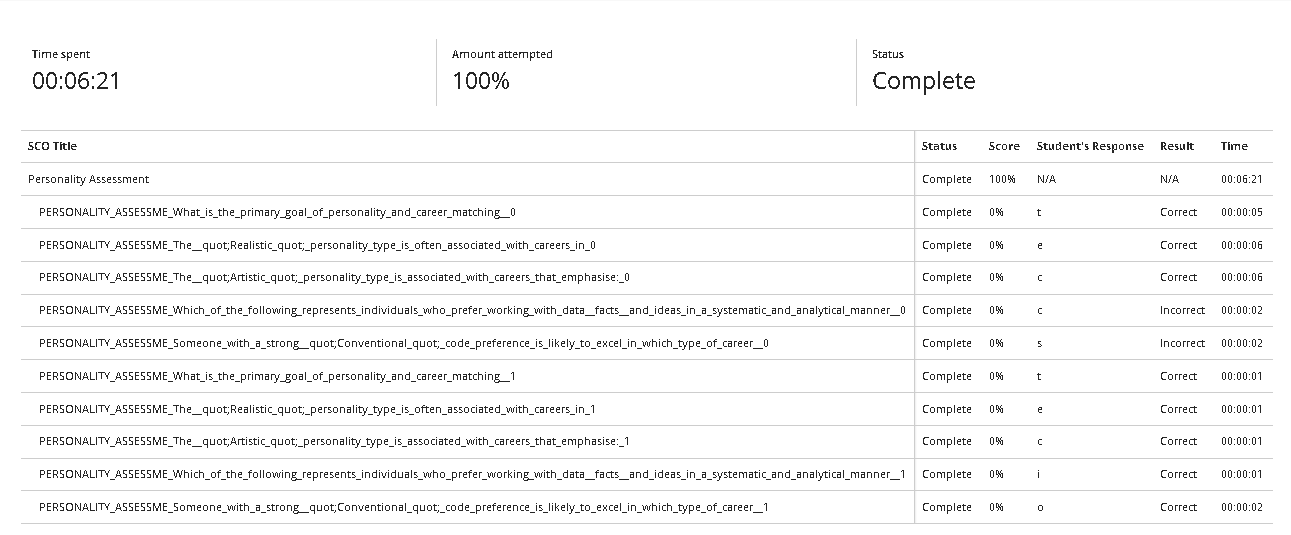 Time spent Amount attempted Status
00:06:21 100% Complete
SCO Title Status Score Student's Response Result Time
Personality Assessment Complete 100% N/A N/A 00:06:21
PERSONALITY_ASSESSME_What_is_the_primary_goal_of_personality_and_career_matching__0 Complete 0% t Correct 00:00:05
PERSONALITY_ASSESSME_The__quot;Realistic_quot;_personality_type_is_often_associated_with_careers_in_0 Complete 0% e Correct 00:00:06
PERSONALITY_ASSESSME_The__quot;Artistic_quot;_personality_type_is_associated_with_careers_that_emphasise:_0 Complete 0% c Correct 00:00:06
PERSONALITY_ASSESSME_Which_of_the_following_represents_individuals_who_prefer_working_with_data__facts__and_ideas_in_a_systematic_and_analytical_manner__0 Complete 0% c Incorrect 00:00:02
PERSONALITY_ASSESSME_Someone_with_a_strong__quot;Conventional_quot;_code_preference_is_likely_to_excel_in_which_type_of_career__0 Complete 0% s Incorrect 00:00:02
PERSONALITY_ASSESSME_What_is_the_primary_goal_of_personality_and_career_matching__1 Complete 0% t Correct 00:00:01
PERSONALITY_ASSESSME_The__quot;Realistic_quot;_personality_type_is_often_associated_with_careers_in_1 Complete 0% e Correct 00:00:01
PERSONALITY_ASSESSME_The__quot;Artistic_quot;_personality_type_is_associated_with_careers_that_emphasise:_1 Complete 0% c Correct 00:00:01
PERSONALITY_ASSESSME_Which_of_the_following_represents_individuals_who_prefer_working_with_data__facts__and_ideas_in_a_systematic_and_analytical_manner__1 Complete 0% i Correct 00:00:01
PERSONALITY_ASSESSME_Someone_with_a_strong__quot;Conventional_quot;_code_preference_is_likely_to_excel_in_which_type_of_career__1 Complete 0% o Correct 00:00:02